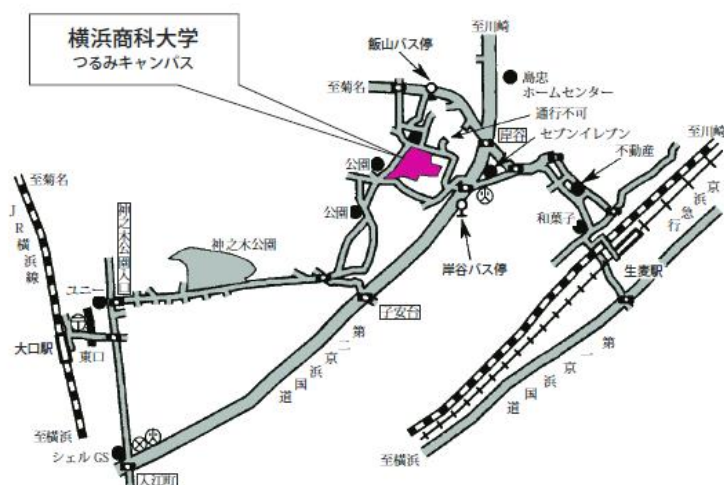 横浜商科大学
つるみキャンパス
飯山バス停
至川崎
島忠
ホームセンター
至菊名
通行不可
岸谷
セブンイレブン
至川崎
公園
不動産
京浜急行
至菊名
JR横浜線
神之木公園入口
公園
和菓子
神之木公園
岸谷バス停
生麦駅
ユニー
子安台
大口駅
東口
第二京浜国道
第一京浜国道
至横浜
シェル GS
至横浜
入江町